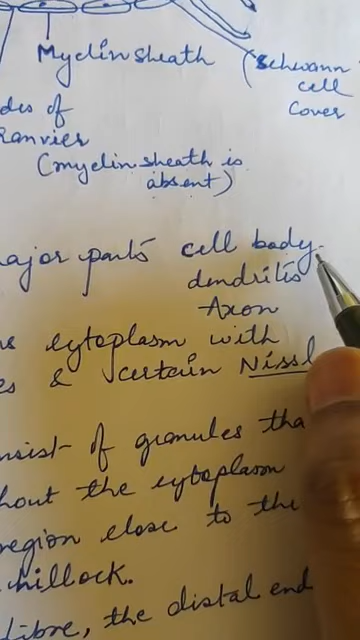 Myelin sheath (Schwann
cell
cover
des of
Ranvier
(myelin sheath is
absent)
ajor parts cell body
dendrites
Axon
cytoplasm with
es & certain Nissl
nsist of granules tha
hout the cytoplasm
region close to the
hillock.
fibre, the distal end